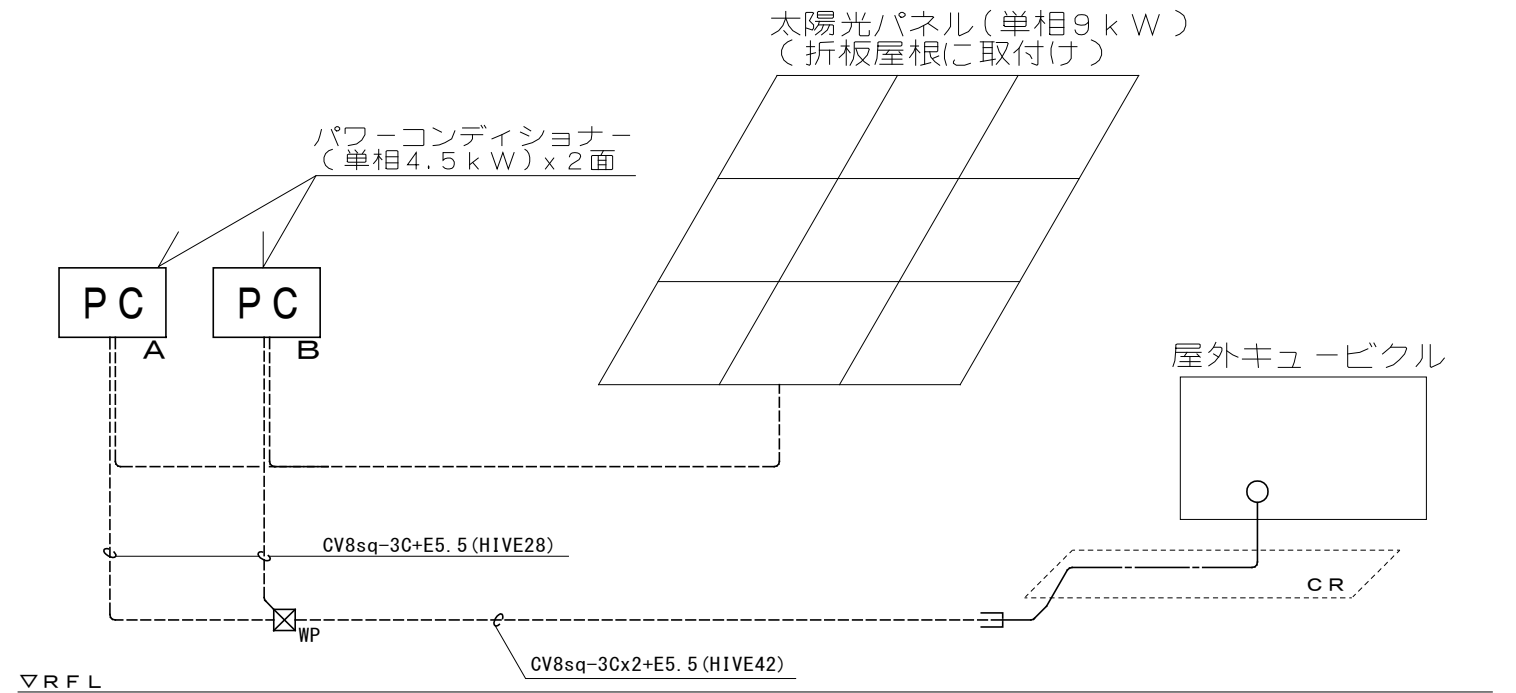 太陽光パネル(単相9kW)
(折板屋根に取付け)
パワーコンディショナー
(単相4.5kW)x2面
PC
A
PC
B
屋外キュービクル
CV8sq-3C+E5.5(HIVE28)
CR
WP
CV8sq-3Cx2+E5.5(HIVE42)
▽RFL